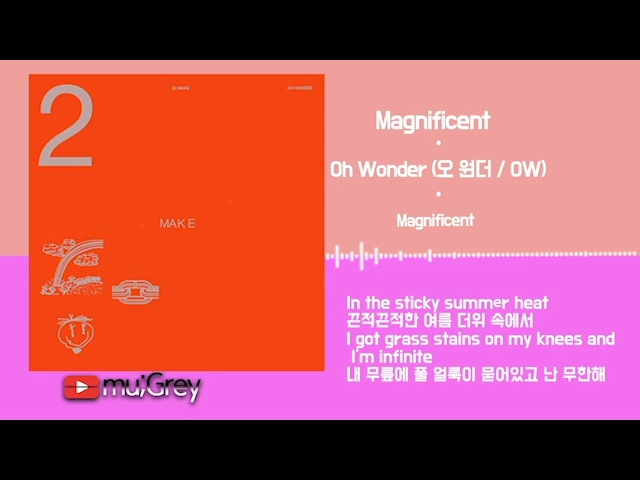 2
22 MAKE
OH WONDER
MAKE
mu;Grey
Magnificent
Oh Wonder (오 원더 / OW)
Magnificent
In the sticky summer heat
끈적끈적한 여름 더위 속에서
I got grass stains on my knees and
I'm infinite
내 무릎에 풀 얼룩이 묻어있고 난 무한해